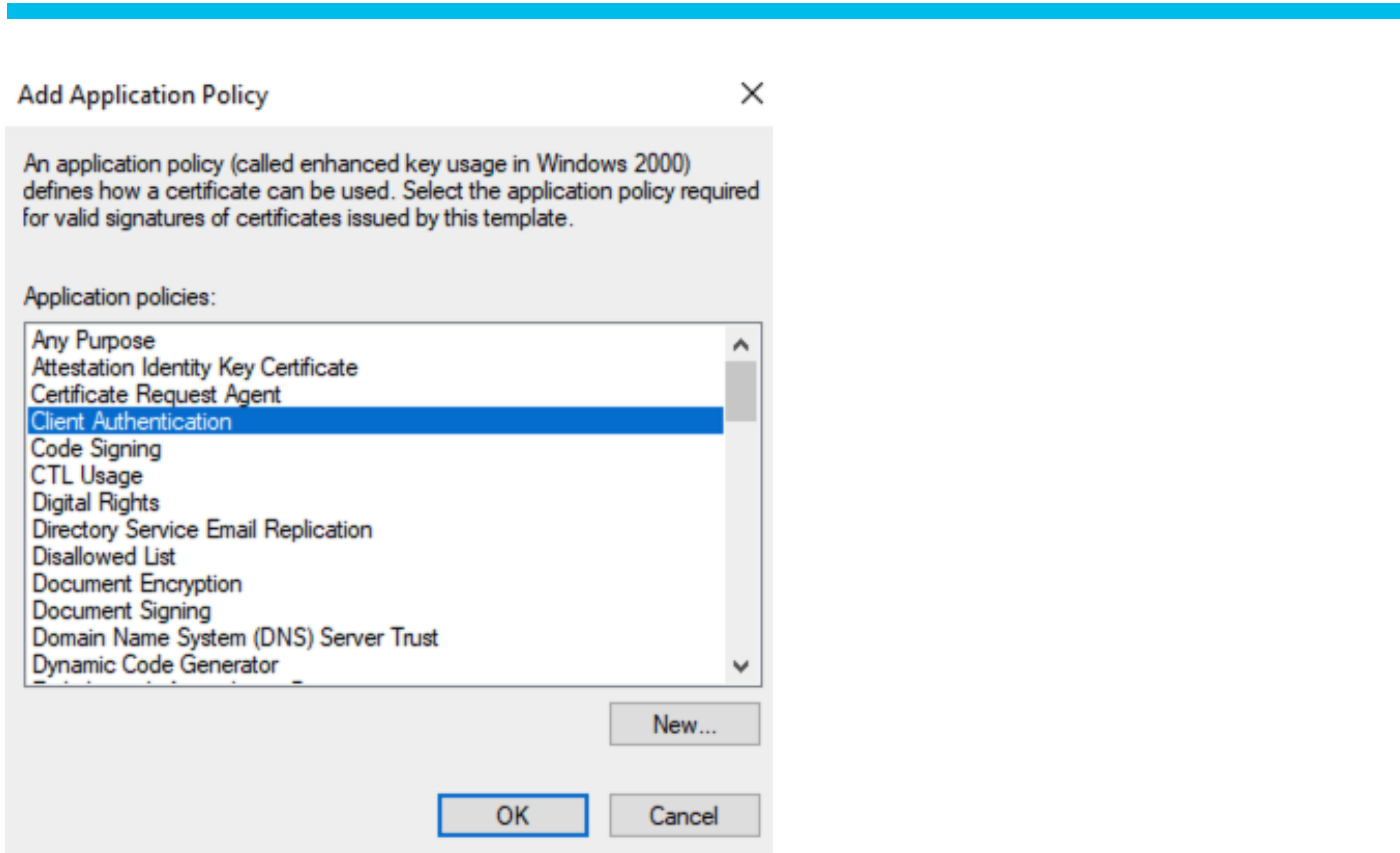 Add Application Policy
An application policy (called enhanced key usage in Windows 2000)
defines how a certificate can be used. Select the application policy required
for valid signatures of certificates issued by this template.
Application policies:
Any Purpose
Attestation Identity Key Certificate
Certificate Request Agent
Client Authentication
Code Signing
CTL Usage
Digital Rights
Directory Service Email Replication
Disallowed List
Document Encryption
Document Signing
Domain Name System (DNS) Server Trust
Dynamic Code Generator
New...
OK
Cancel